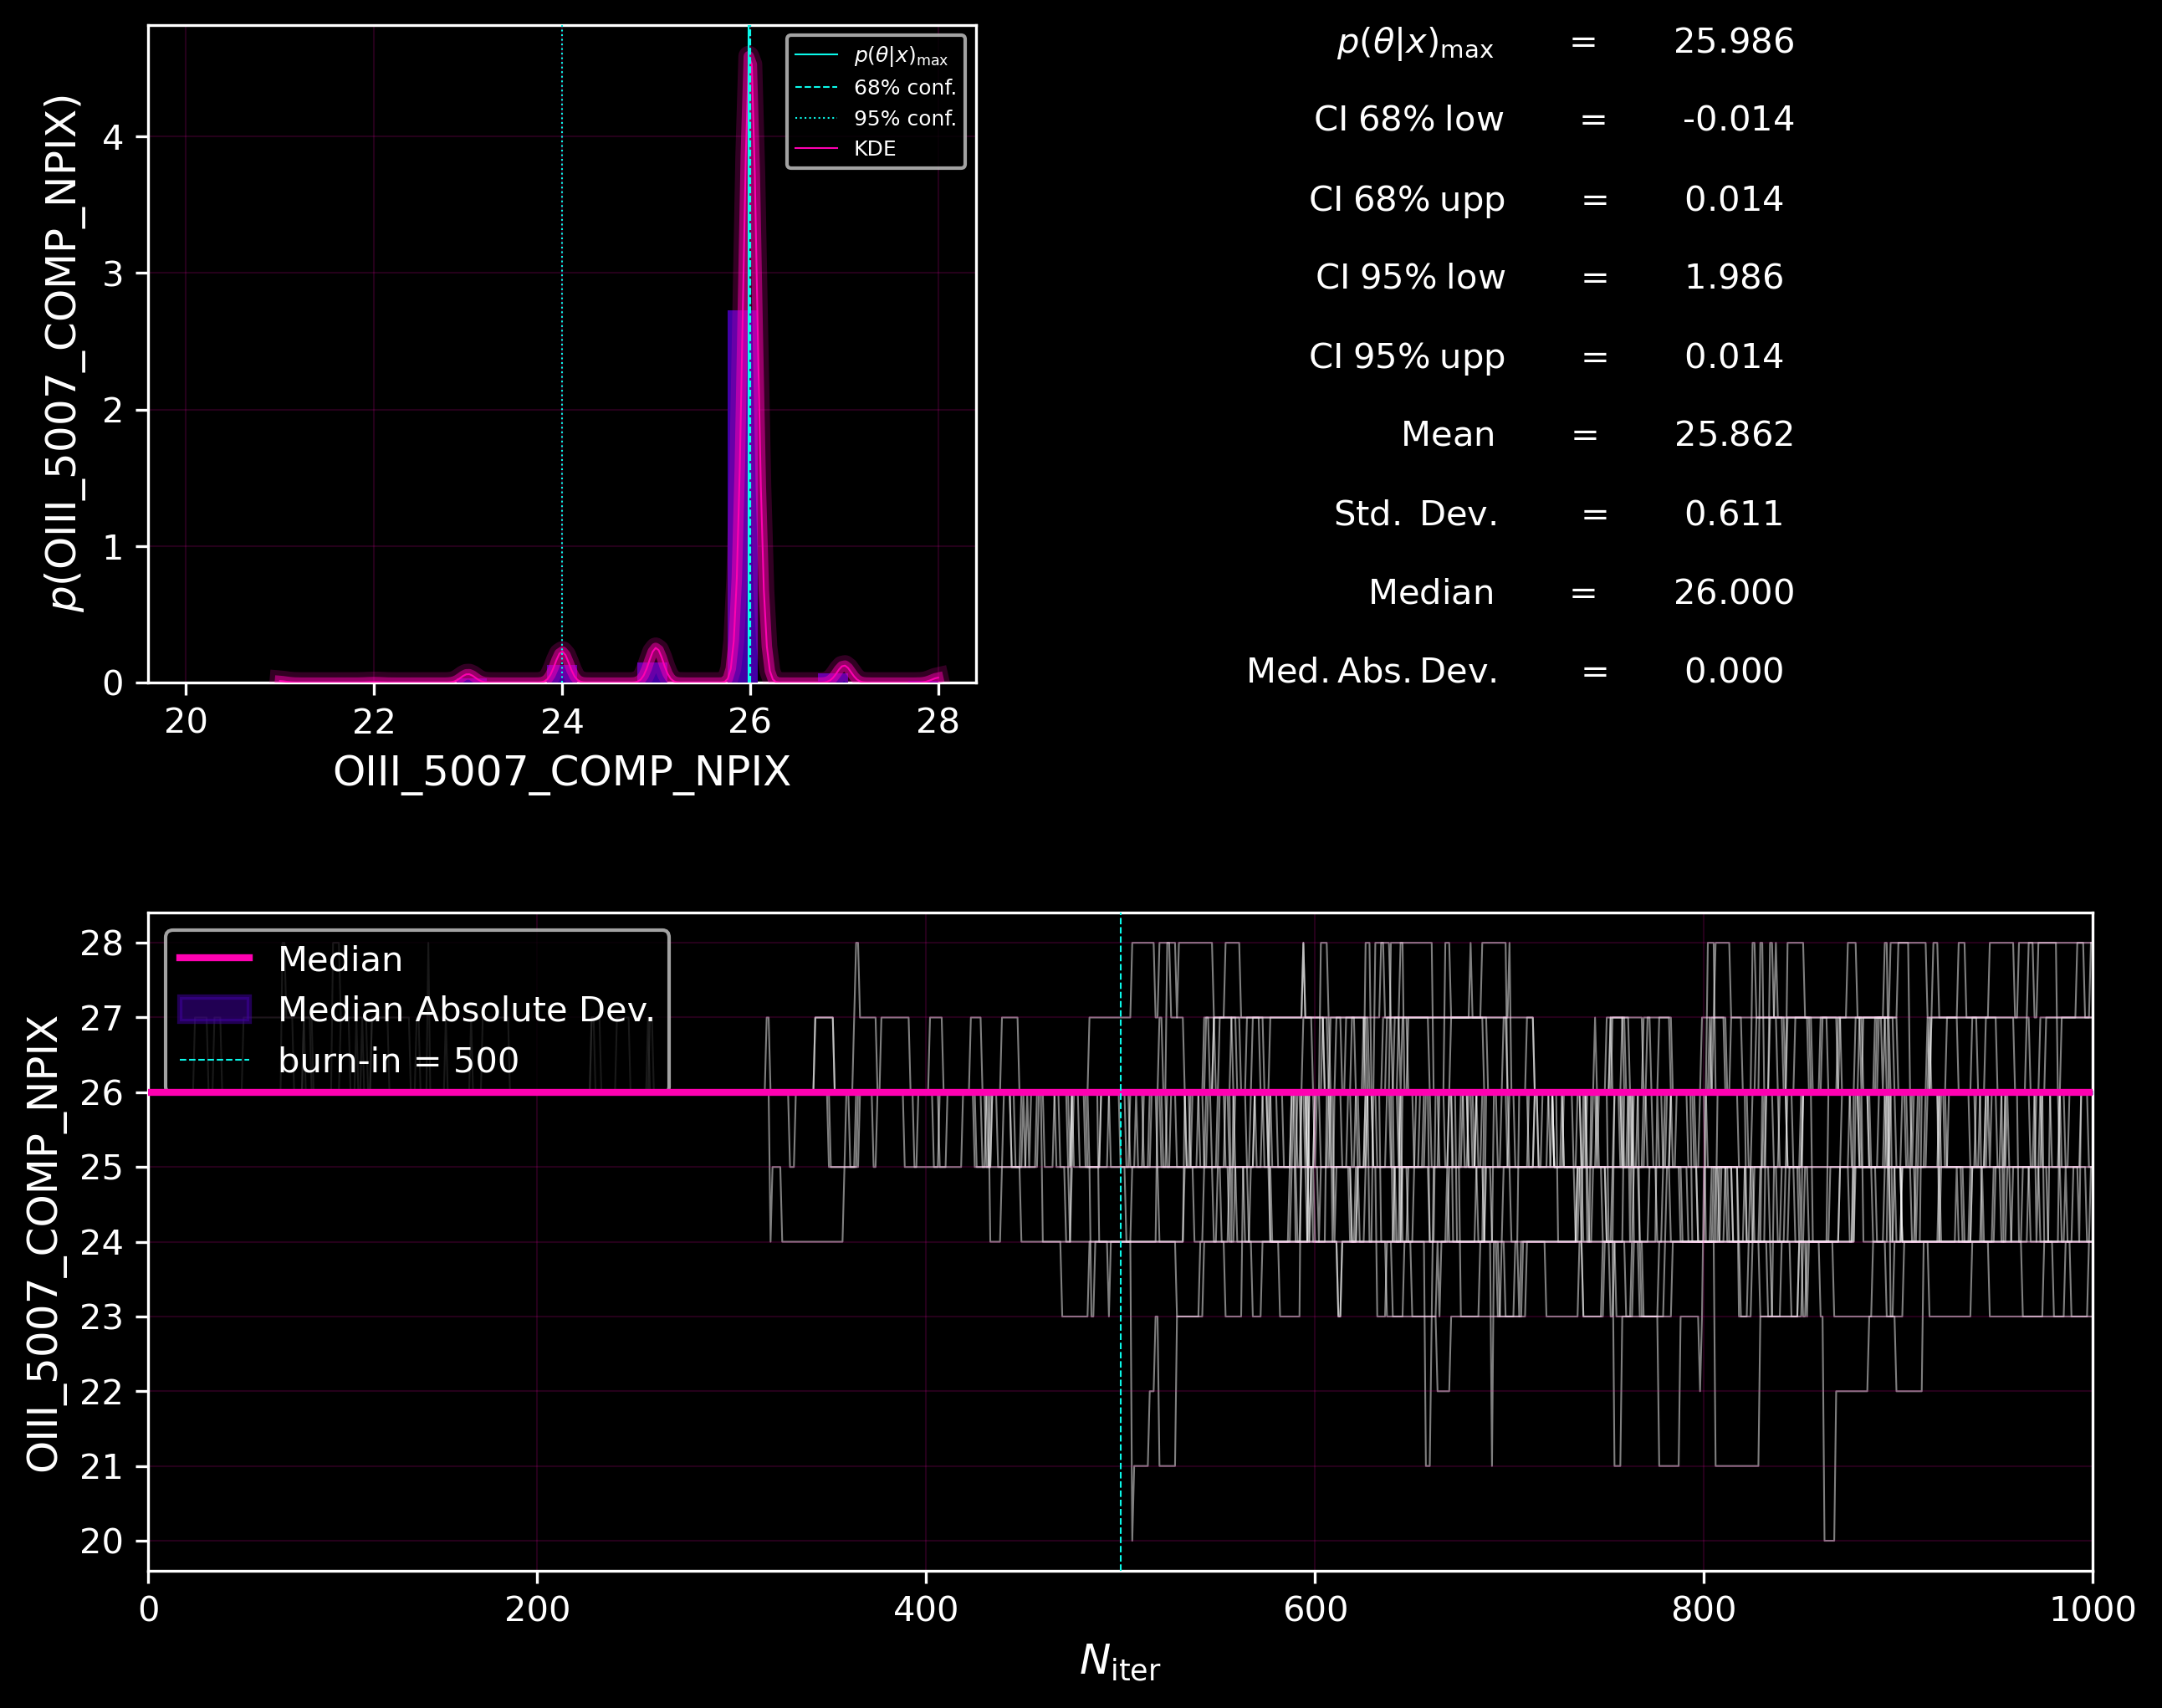 p(OIII_5007_COMP_NPIX)
4
3
2
1
0
20 22 24 26 28
OIII_5007_COMP_NPIX
p(θ|x)max
68% conf.
95% conf.
KDE
p(θ|x)max = 25.986
CI 68% low = -0.014
CI 68% upp = 0.014
CI 95% low = 1.986
CI 95% upp = 0.014
Mean = 25.862
Std. Dev. = 0.611
Median = 26.000
Med. Abs. Dev. = 0.000
OIII_5007_COMP_NPIX
28
27
26
25
24
23
22
21
20
Median
Median Absolute Dev.
burn-in = 500
0 200 400 600 800 1000
Niter